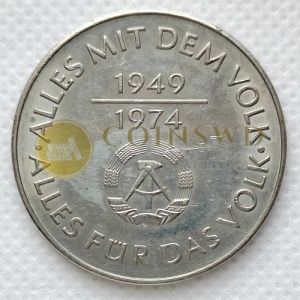 ALLES MIT DEM VOLK
1949
1974
ALLES FÜR DAS VOLK